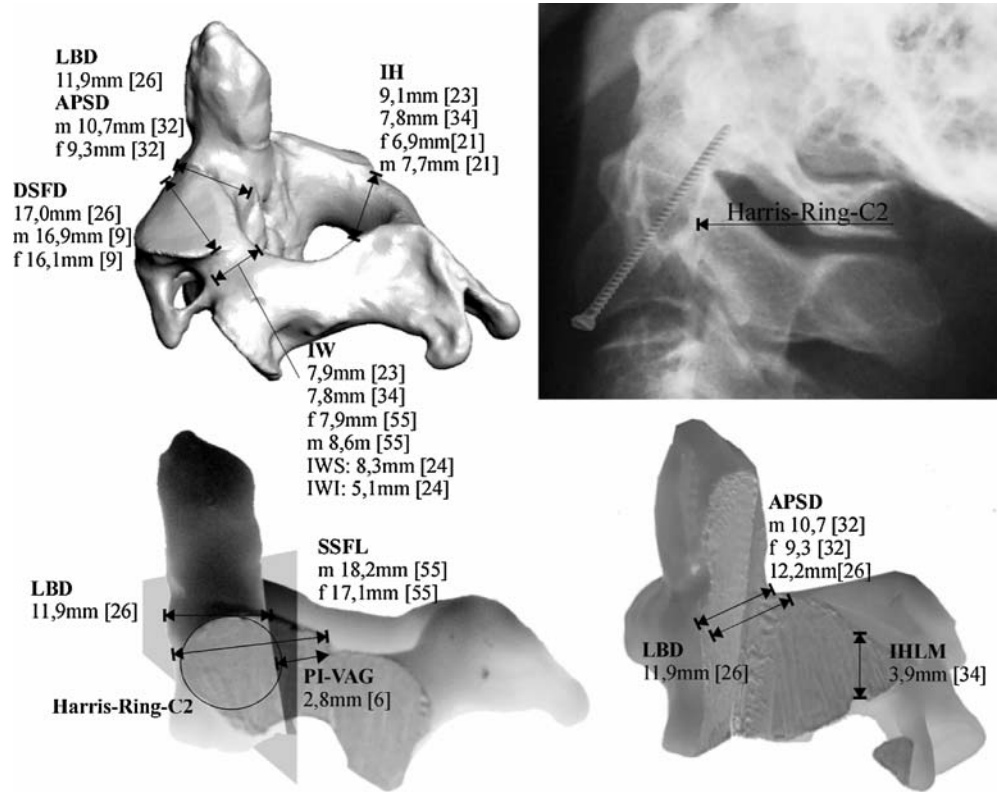 LBD
11,9mm [26]
APSD
m 10,7mm [32]
f 9,3mm [32]
DSFD
17,0mm [26]
m 16,9mm [9]
f 16,1mm [9]
IH
9,1mm [23]
7,8mm [34]
f 6,9mm[21]
m 7,7mm [21]
IW
7,9mm [23]
7,8mm [34]
f 7,9mm [55]
m 8,6m [55]
IWS: 8,3mm [24]
IWI: 5,1mm [24]
Harris-Ring-C2
LBD
11,9mm [26]
SSFL
m 18,2mm [55]
f 17,1mm [55]
PI-VAG
2,8mm [6]
Harris-Ring-C2
APSD
m 10,7 [32]
f 9,3 [32]
12,2mm[26]
LBD
11,9mm [26]
IHLM
3,9mm [34]